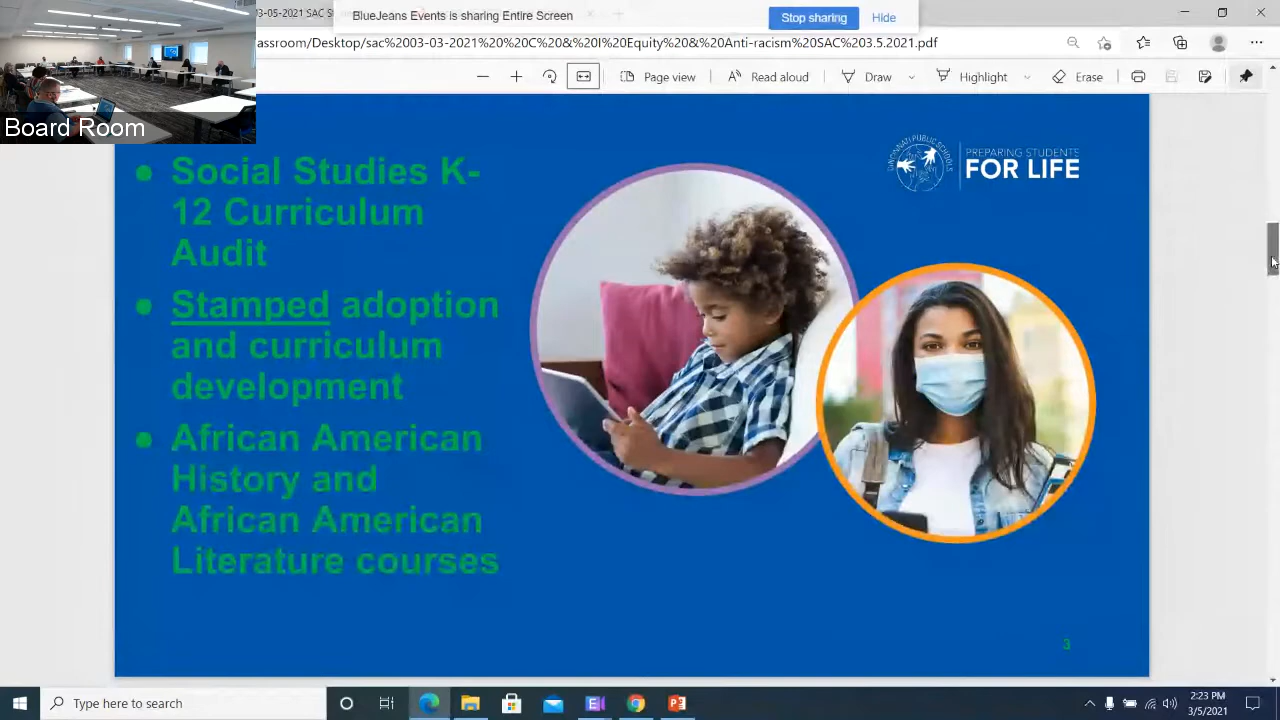 3-05-2021 SAC S
BlueJeans Events is sharing Entire Screen
Stop sharing
Hide
assroom/Desktop/sac%2003-03-2021%20%20C%20&%20I%20Equity%20&%20Anti-racism%20SAC%203.5.2021.pdf
Page view
Read aloud
Draw
Highlight
Erase
Board Room
CINCINNATI PUBLIC SCHOOLS
PREPARING STUDENTS
FOR LIFE
• Social Studies K-
12 Curriculum
Audit
• Stamped adoption
and curriculum
development
• African American
History and
African American
Literature courses
3
Type here to search
2:23 PM
3/5/2021